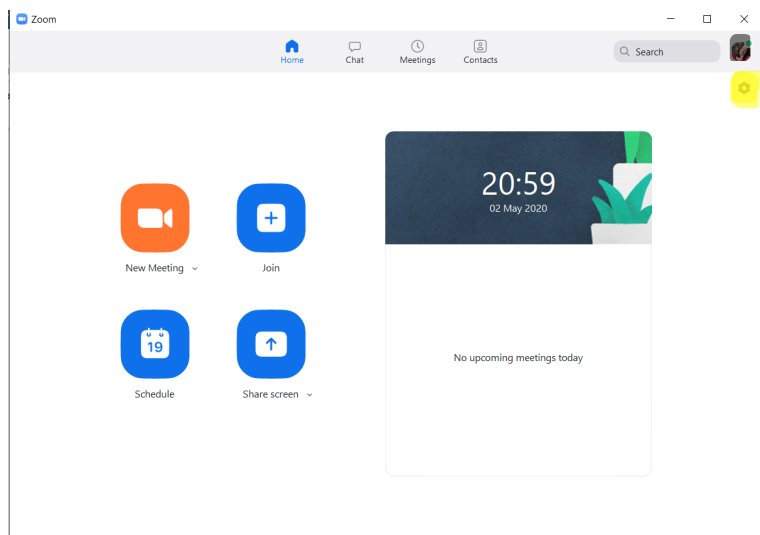 Zoom
Home
Chat
Meetings
Contacts
Search
20:59
02 May 2020
New Meeting
Join
19
Schedule
Share screen
No upcoming meetings today